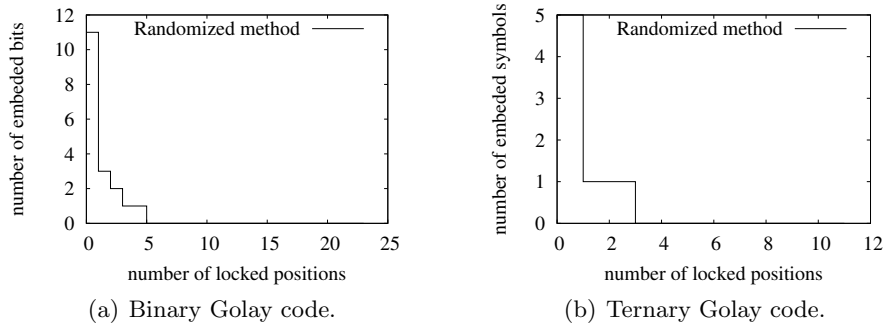 number of embeded bits
12
10
8
6
4
2
0
Randomized method
0 5 10 15 20 25
number of locked positions
(a) Binary Golay code.
number of embeded symbols
5
4
3
2
1
0
Randomized method
0 2 4 6 8 10 12
number of locked positions
(b) Ternary Golay code.